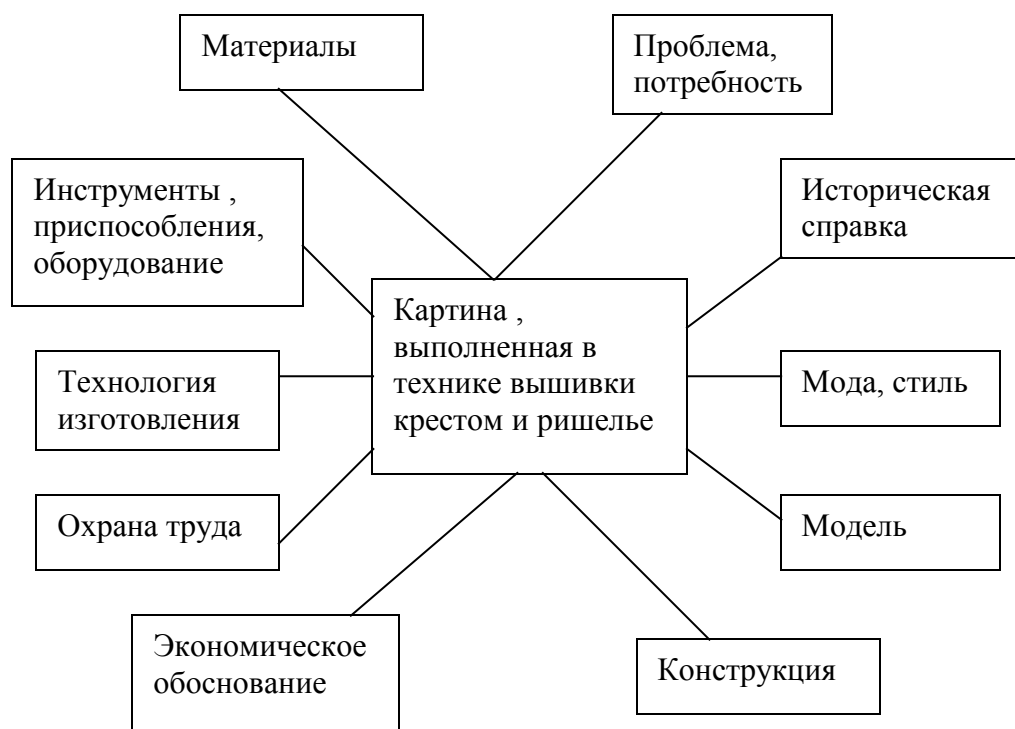 Материалы
Проблема,
потребность
Инструменты ,
приспособления,
оборудование
Историческая
справка
Картина ,
выполненная в
технике вышивки
крестом и ришелье
Технология
изготовления
Мода, стиль
Охрана труда
Модель
Экономическое
обоснование
Конструкция